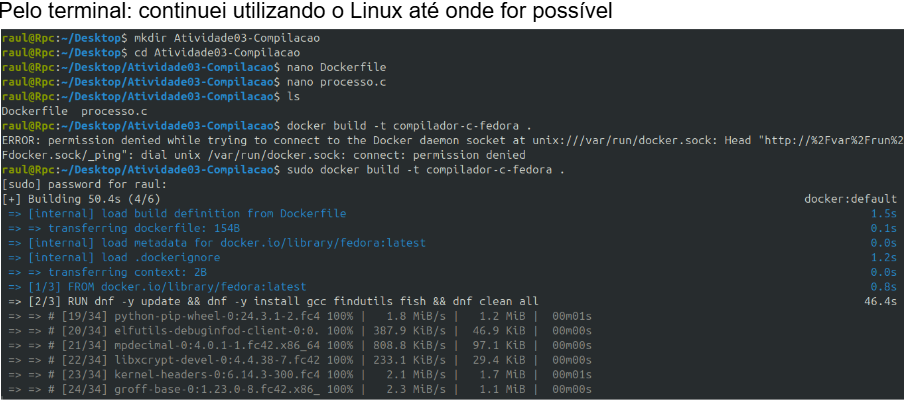 Pelo terminal: continuei utilizando o Linux até onde for possível
raul@Rpc:~/Desktop$ mkdir Atividade03-Compilacao
raul@Rpc:~/Desktop$ cd Atividade03-Compilacao
raul@Rpc:~/Desktop/Atividade03-Compilacao$ nano Dockerfile
raul@Rpc:~/Desktop/Atividade03-Compilacao$ nano processo.c
raul@Rpc:~/Desktop/Atividade03-Compilacao$ ls
Dockerfile  processo.c
raul@Rpc:~/Desktop/Atividade03-Compilacao$ docker build -t compilador-c-fedora .
ERROR: permission denied while trying to connect to the Docker daemon socket at unix:///var/run/docker.sock: Head "http://%2Fvar%2Frun%2
Fdocker.sock/_ping": dial unix /var/run/docker.sock: connect: permission denied
raul@Rpc:~/Desktop/Atividade03-Compilacao$ sudo docker build -t compilador-c-fedora .
[sudo] password for raul:
[+] Building 50.4s (4/6) docker:default
=> [internal] load build definition from Dockerfile 1.5s
=> => transferring dockerfile: 154B 0.1s
=> [internal] load metadata for docker.io/library/fedora:latest 0.0s
=> [internal] load .dockerignore 1.2s
=> => transferring context: 2B 0.0s
=> [1/3] FROM docker.io/library/fedora:latest 0.8s
=> [2/3] RUN dnf -y update && dnf -y install gcc findutils fish && dnf clean all 46.4s
=> => # [19/34] python-pip-wheel-0:24.3.1-2.fc4 100% | 1.8 MiB/s | 1.2 MiB | 00m01s
=> => # [20/34] elfutils-debuginfod-client-0:0. 100% | 387.9 KiB/s | 46.9 KiB | 00m00s
=> => # [21/34] mpdecimal-0:4.0.1-1.fc42.x86_64 100% | 808.8 KiB/s | 97.1 KiB | 00m00s
=> => # [22/34] libxcrypt-devel-0:4.4.38-7.fc42 100% | 233.1 KiB/s | 29.4 KiB | 00m00s
=> => # [23/34] kernel-headers-0:6.14.3-300.fc4 100% | 2.1 MiB/s | 1.7 MiB | 00m01s
=> => # [24/34] groff-base-0:1.23.0-8.fc42.x86_ 100% | 2.3 MiB/s | 1.1 MiB | 00m00s